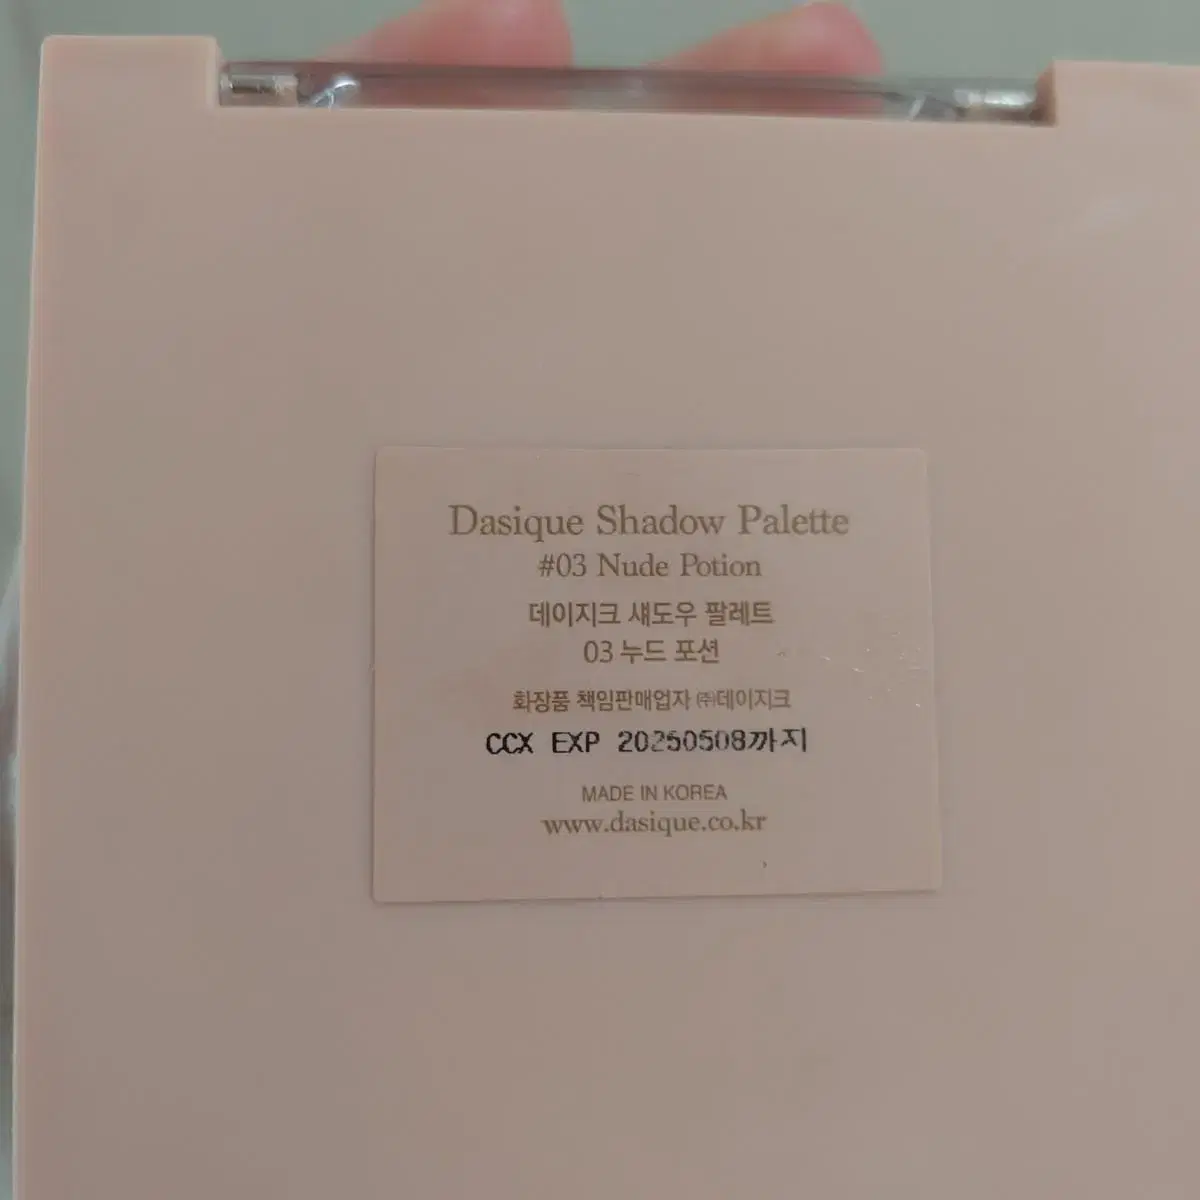 Dasique Shadow Palette
#03 Nude Potion
데이지크 섀도우 팔레트
03 누드 포션
화장품 책임판매업자 ㈜데이지크
CCX EXP 20250508까지
MADE IN KOREA
www.dasique.co.kr